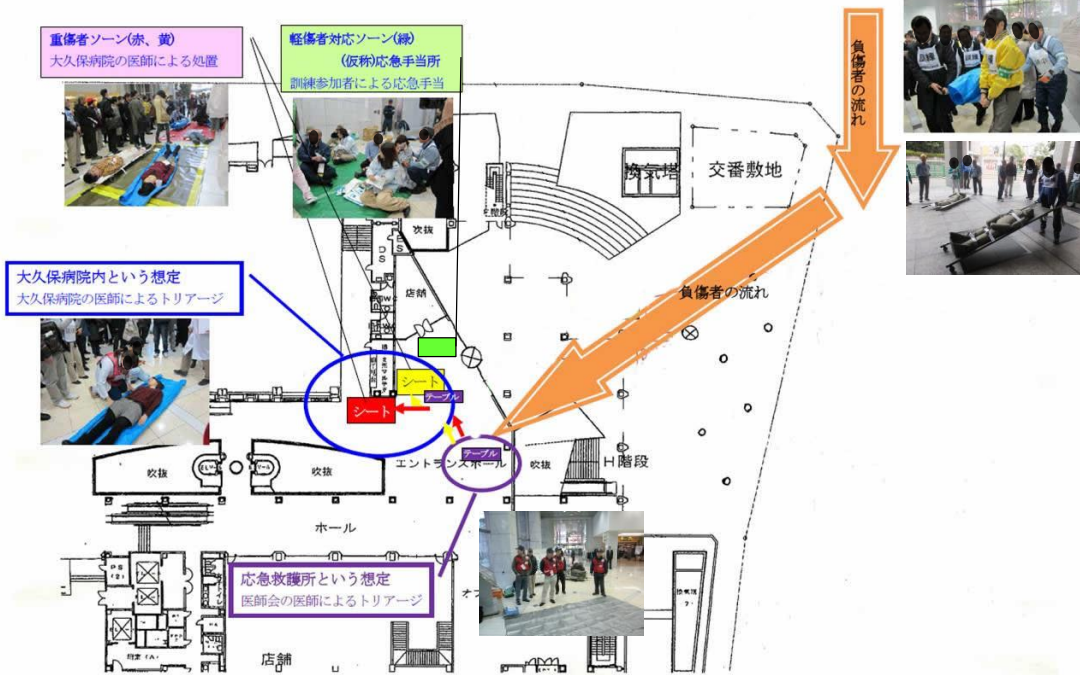 重傷者ゾーン(赤、黄)
大久保病院の医師による処置
軽傷者対応ゾーン(緑)
(仮称)応急手当所
訓練参加者による応急手当
負傷者の流れ
換気塔
交番敷地
吹抜
大久保病院内という想定
大久保病院の医師によるトリアージ
DS
店舗
負傷者の流れ
シート
テーブル
シート
テーブル
エントランスホール
吹抜
H階段
吹抜
吹抜
ホール
PS
(2)
応急救護所という想定
医師会の医師によるトリアージ
店舗